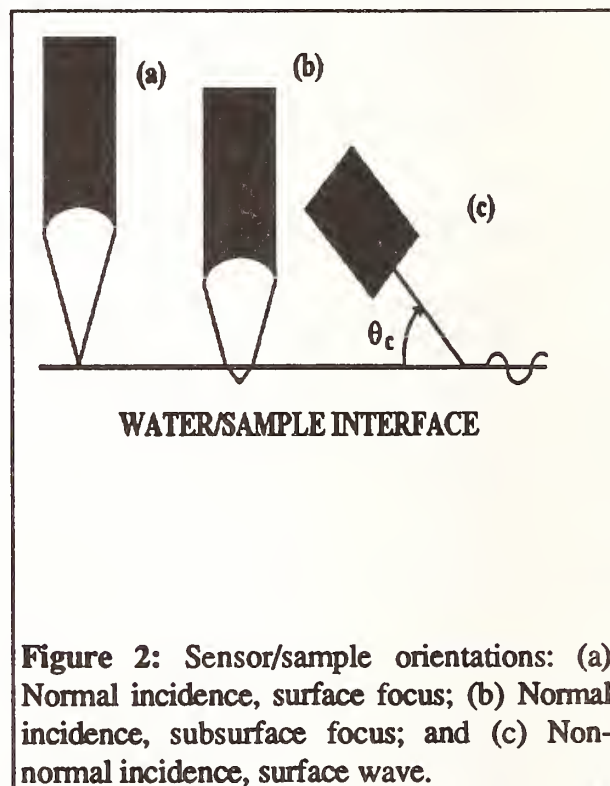 (a)
(b)
(c)
θc
WATER/SAMPLE INTERFACE
Figure 2: Sensor/sample orientations: (a)
Normal incidence, surface focus; (b) Normal
incidence, subsurface focus; and (c) Non-
normal incidence, surface wave.